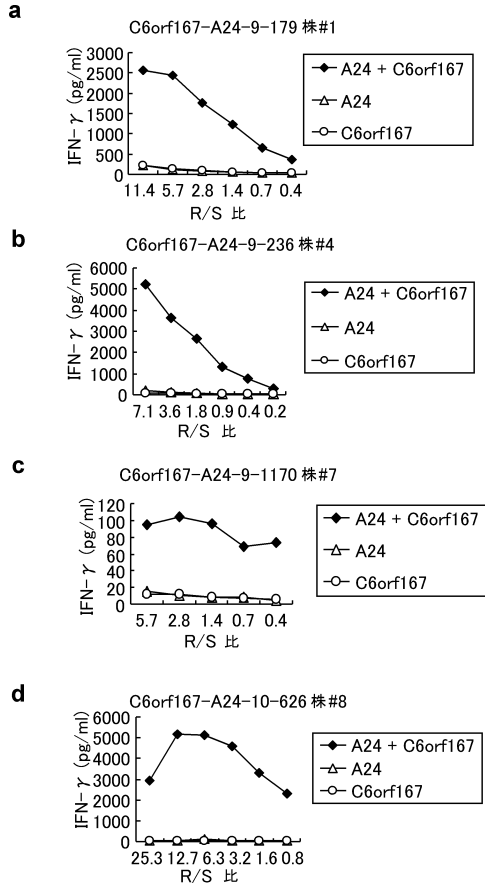 a
C6orf167-A24-9-179 株#1
IFN-γ (pg/ml)
3000
2500
2000
1500
1000
500
0
11.4 5.7 2.8 1.4 0.7 0.4
R/S 比
A24 + C6orf167
A24
C6orf167
b
C6orf167-A24-9-236 株#4
IFN-γ (pg/ml)
6000
5000
4000
3000
2000
1000
0
7.1 3.6 1.8 0.9 0.4 0.2
R/S 比
A24 + C6orf167
A24
C6orf167
c
C6orf167-A24-9-1170 株#7
IFN-γ (pg/ml)
120
100
80
60
40
20
0
5.7 2.8 1.4 0.7 0.4
R/S 比
A24 + C6orf167
A24
C6orf167
d
C6orf167-A24-10-626 株#8
IFN-γ (pg/ml)
6000
5000
4000
3000
2000
1000
0
25.3 12.7 6.3 3.2 1.6 0.8
R/S 比
A24 + C6orf167
A24
C6orf167